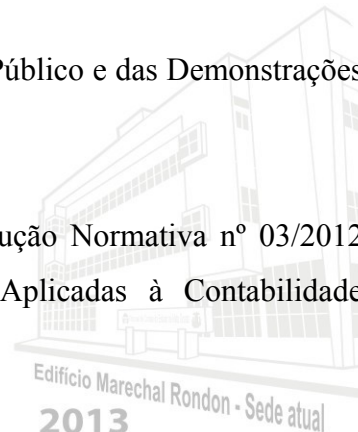 Público e das Demonstrações
ução Normativa nº 03/2012
Aplicadas à Contabilidade
Edifício Marechal Rondon - Sede atual
2013